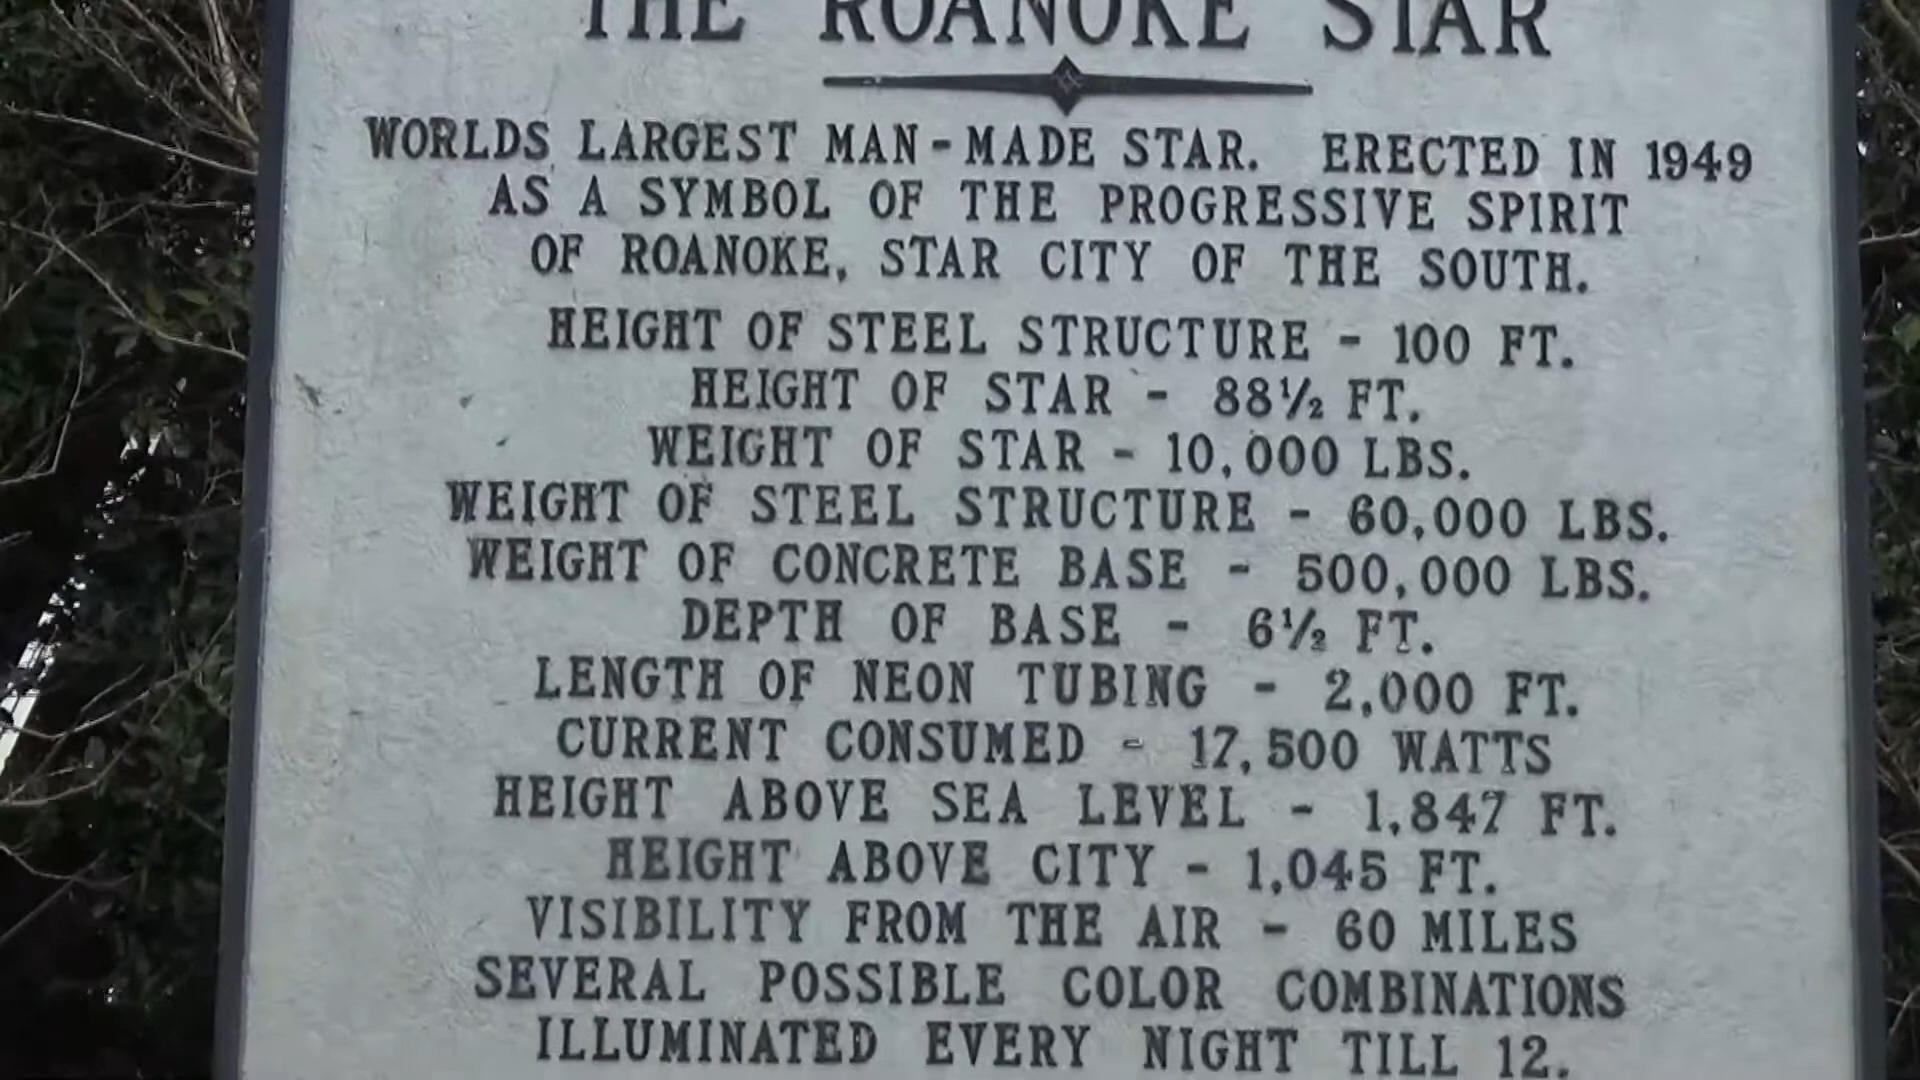 THE ROANOKE STAR
WORLDS LARGEST MAN-MADE STAR. ERECTED IN 1949
AS A SYMBOL OF THE PROGRESSIVE SPIRIT
OF ROANOKE, STAR CITY OF THE SOUTH.
HEIGHT OF STEEL STRUCTURE - 100 FT.
HEIGHT OF STAR - 88½ FT.
WEIGHT OF STAR - 10,000 LBS.
WEIGHT OF STEEL STRUCTURE - 60,000 LBS.
WEIGHT OF CONCRETE BASE - 500,000 LBS.
DEPTH OF BASE - 6½ FT.
LENGTH OF NEON TUBING - 2,000 FT.
CURRENT CONSUMED - 17,500 WATTS
HEIGHT ABOVE SEA LEVEL - 1,847 FT.
HEIGHT ABOVE CITY - 1,045 FT.
VISIBILITY FROM THE AIR - 60 MILES
SEVERAL POSSIBLE COLOR COMBINATIONS
ILLUMINATED EVERY NIGHT TILL 12.